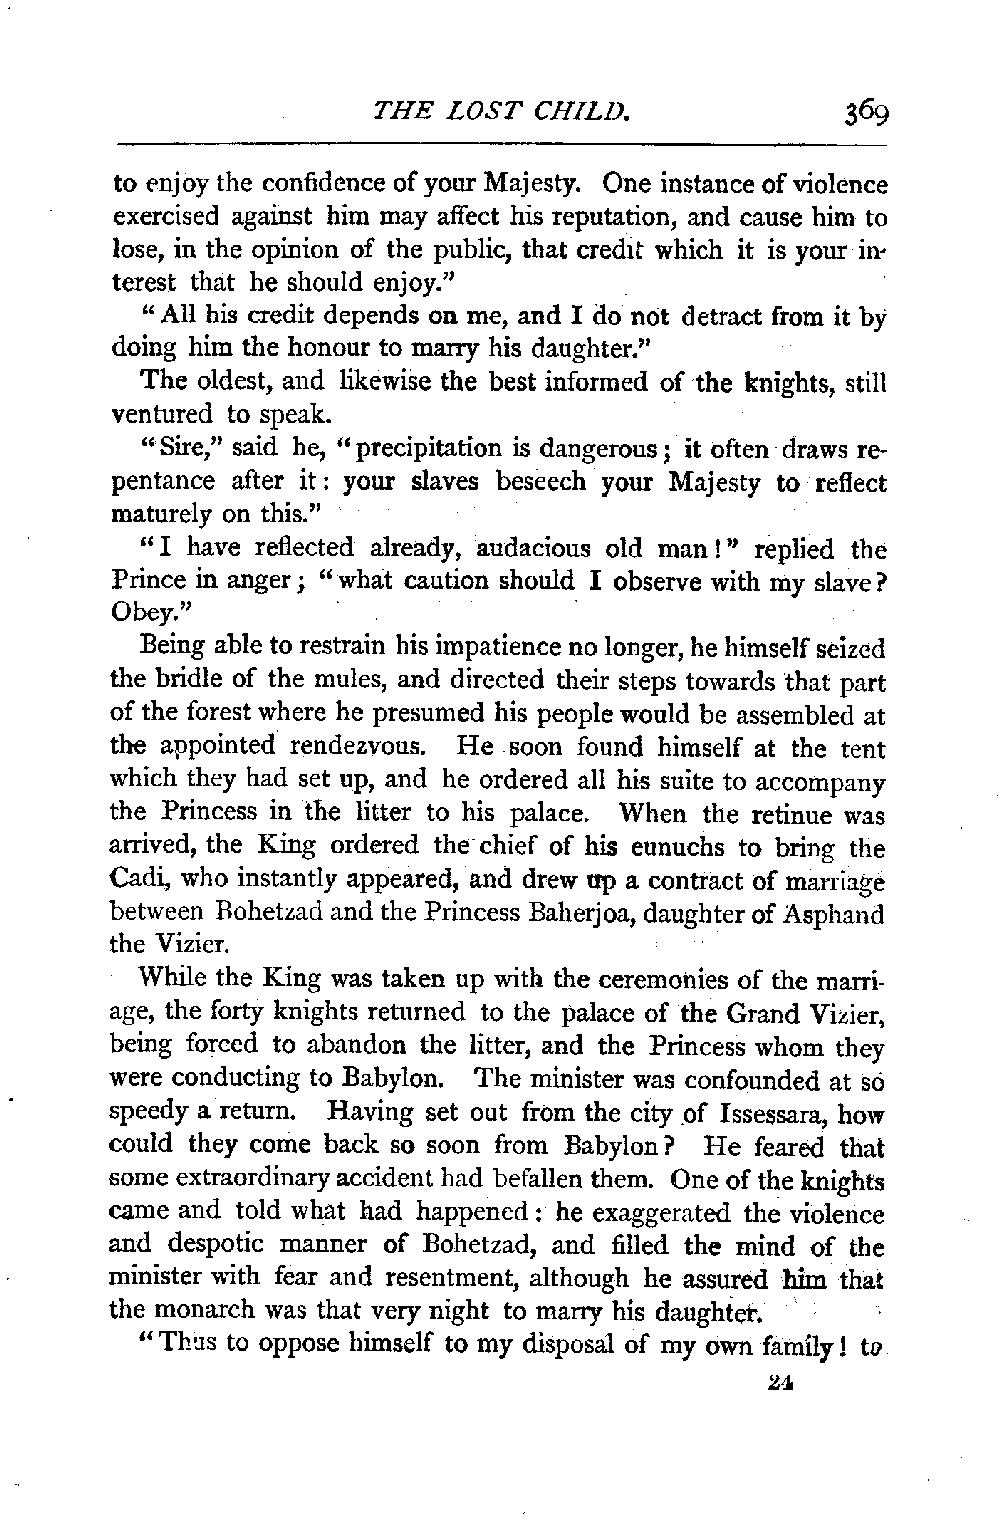 THE LOST CHILD. 369
to enjoy the confidence of your Majesty. One instance of violence
exercised against him may affect his reputation, and cause him to
lose, in the opinion of the public, that credit which it is your in-
terest that he should enjoy."
"All his credit depends on me, and I do not detract from it by
doing him the honour to marry his daughter."
The oldest, and likewise the best informed of the knights, still
ventured to speak.
"Sire," said he, "precipitation is dangerous; it often draws re-
pentance after it: your slaves beseech your Majesty to reflect
maturely on this."
"I have reflected already, audacious old man!" replied the
Prince in anger; "what caution should I observe with my slave?
Obey."
Being able to restrain his impatience no longer, he himself seized
the bridle of the mules, and directed their steps towards that part
of the forest where he presumed his people would be assembled at
the appointed rendezvous. He soon found himself at the tent
which they had set up, and he ordered all his suite to accompany
the Princess in the litter to his palace. When the retinue was
arrived, the King ordered the chief of his eunuchs to bring the
Cadi, who instantly appeared, and drew up a contract of marriage
between Bohetzad and the Princess Baherjoa, daughter of Asphand
the Vizier.
While the King was taken up with the ceremonies of the marri-
age, the forty knights returned to the palace of the Grand Vizier,
being forced to abandon the litter, and the Princess whom they
were conducting to Babylon. The minister was confounded at so
speedy a return. Having set out from the city of Issessara, how
could they come back so soon from Babylon? He feared that
some extraordinary accident had befallen them. One of the knights
came and told what had happened: he exaggerated the violence
and despotic manner of Bohetzad, and filled the mind of the
minister with fear and resentment, although he assured him that
the monarch was that very night to marry his daughter.
"Thus to oppose himself to my disposal of my own family! to
24